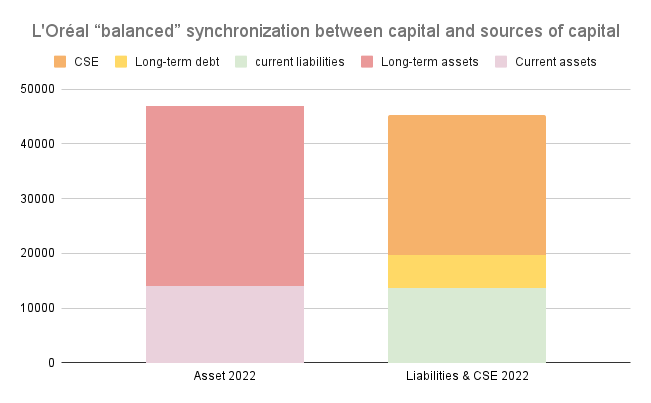 L'Oréal “balanced” synchronization between capital and sources of capital
CSE Long-term debt current liabilities Long-term assets Current assets
50000
40000
30000
20000
10000
0
Asset 2022 Liabilities & CSE 2022